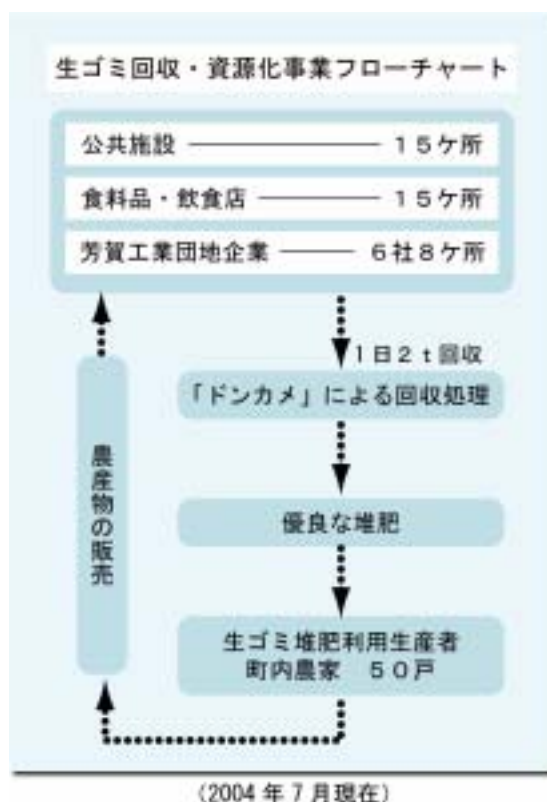 生ゴミ回収・資源化事業フローチャート
公共施設 ――― 15ケ所
食料品・飲食店 ――― 15ケ所
芳賀工業団地企業 ――― 6社8ケ所
1日2t回収
「ドンカメ」による回収処理
優良な堆肥
生ゴミ堆肥利用生産者
町内農家 50戸
農産物の販売
(2004年7月現在)